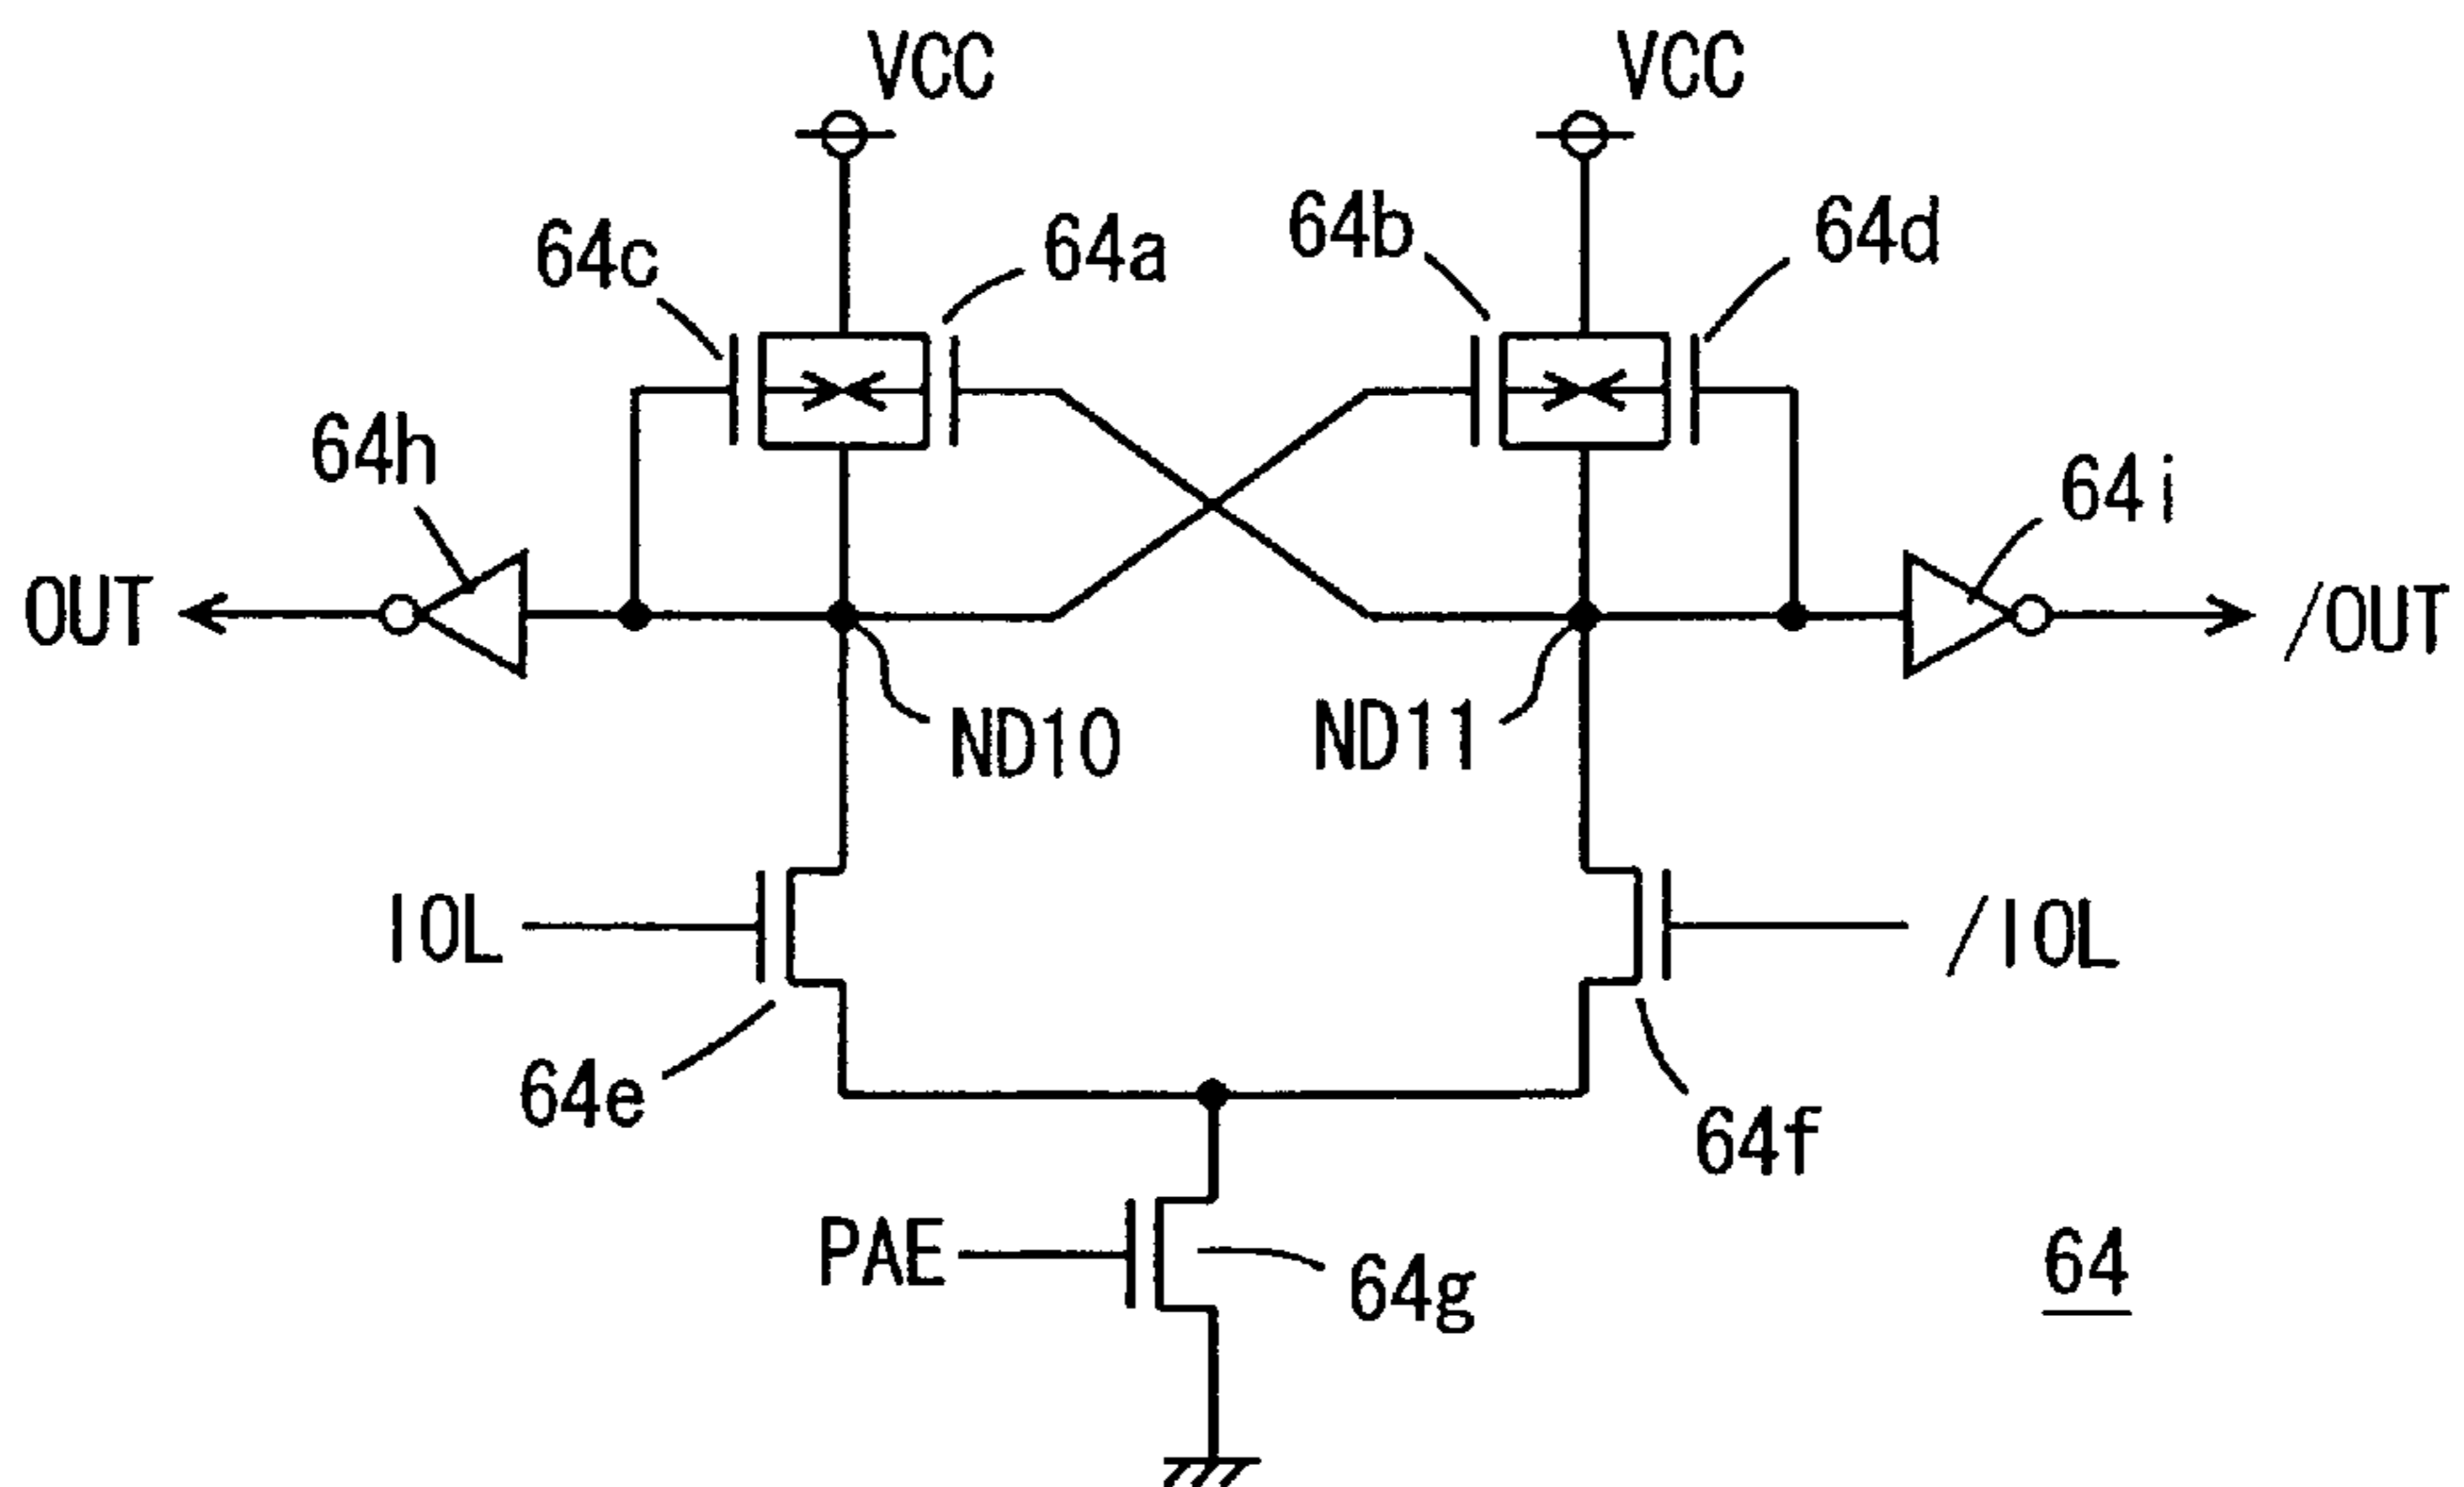 VCC
VCC
64c
64a
64b
64d
64h
64i
OUT
/OUT
ND10
ND11
IOL
/IOL
64e
64f
PAE
64g
64